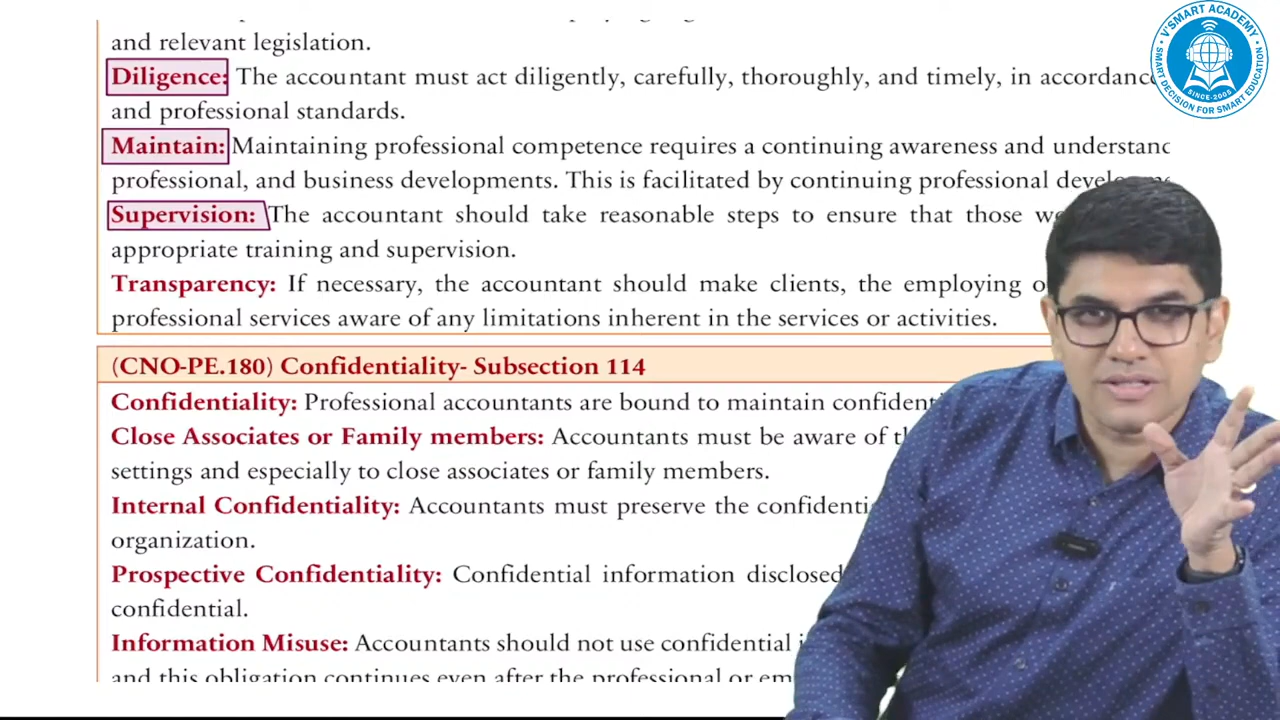 and relevant legislation.
Diligence: The accountant must act diligently, carefully, thoroughly, and timely, in accordance
and professional standards.
Maintain: Maintaining professional competence requires a continuing awareness and
professional, and business developments. This is facilitated by continuing professional
Supervision: The accountant should take reasonable steps to ensure that those
appropriate training and supervision.
Transparency: If necessary, the accountant should make clients, the employing
professional services aware of any limitations inherent in the services or activities.
(CNO-PE.180) Confidentiality- Subsection 114
Confidentiality: Professional accountants are bound to maintain
Close Associates or Family members: Accountants must be aware of
settings and especially to close associates or family members.
Internal Confidentiality: Accountants must preserve the
organization.
Prospective Confidentiality: Confidential information disclosed
confidential.
Information Misuse: Accountants should not use confidential
and this obligation continues even after the professional or
V'SMART ACADEMY
SINCE-2005
SMART DECISION FOR SMART EDUCATION